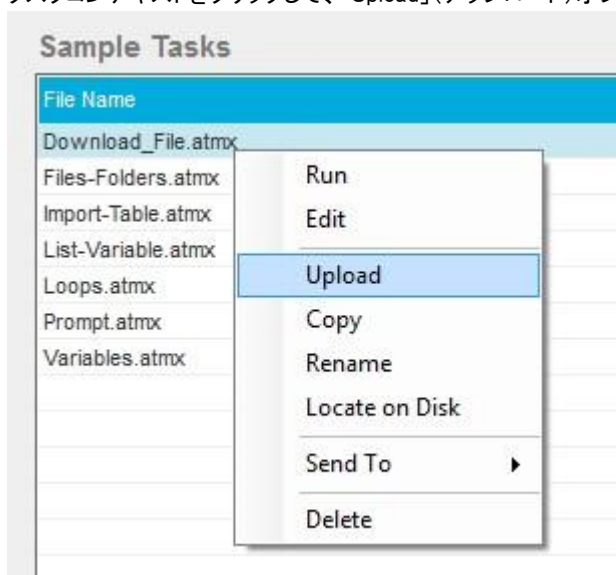 Sample Tasks
File Name
Download_File.atmx
Files-Folders.atmx
Import-Table.atmx
List-Variable.atmx
Loops.atmx
Prompt.atmx
Variables.atmx
Run
Edit
Upload
Copy
Rename
Locate on Disk
Send To
Delete